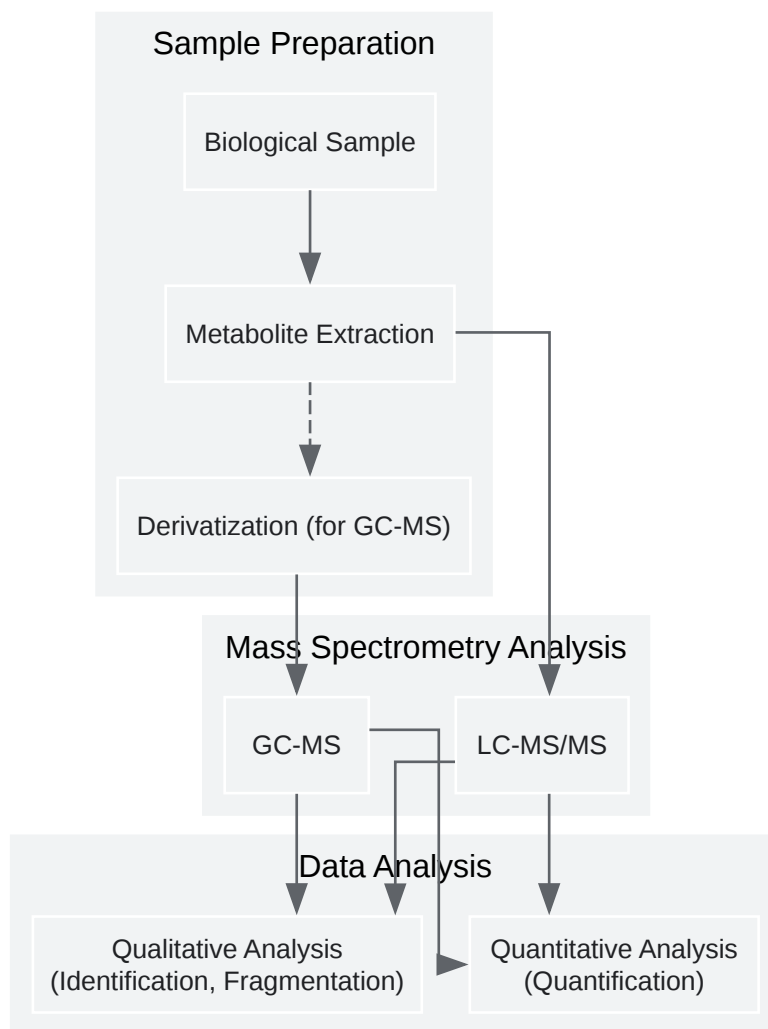 Sample Preparation
Biological Sample
Metabolite Extraction
Derivatization (for GC-MS)
Mass Spectrometry Analysis
GC-MS
LC-MS/MS
Data Analysis
Qualitative Analysis
(Identification, Fragmentation)
Quantitative Analysis
(Quantification)